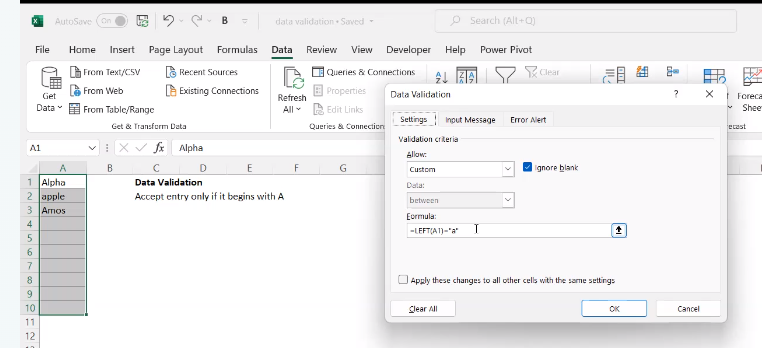 AutoSave On B data validation • Saved Search (Alt+Q)
File Home Insert Page Layout Formulas Data Review View Developer Help Power Pivot
Get Data
From Text/CSV
From Web
From Table/Range
Recent Sources
Existing Connections
Get & Transform Data
Refresh All
Queries & Connections
Properties
Edit Links
Queries & Connection
Clear
A1 fx Alpha
A B C D E F G
1 Alpha Data Validation
2 apple Accept entry only if it begins with A
3 Amos
4
5
6
7
8
9
10
11
12
Data Validation ?
Settings Input Message Error Alert
Validation criteria
Allow:
Custom Ignore blank
Data:
between
Formula:
=LEFT(A1)="a"
Apply these changes to all other cells with the same settings
Clear All OK Cancel